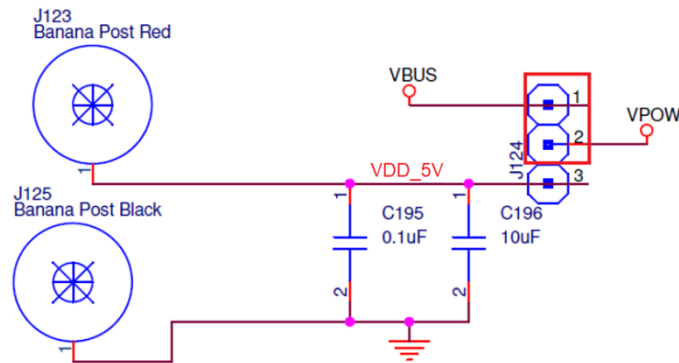 J123
Banana Post Red
VBUS
1
VPOW
2
J124
1
VDD_5V
3
J125
Banana Post Black
1
C195
0.1uF
2
1
C196
10uF
2
1